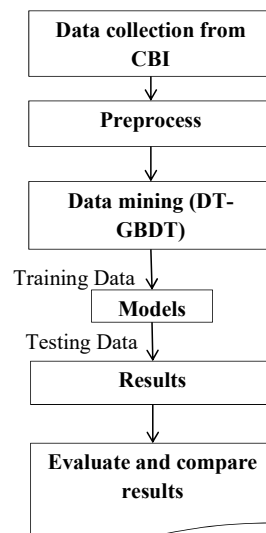 Data collection from
CBI
Preprocess
Data mining (DT-
GBDT)
Training Data
Models
Testing Data
Results
Evaluate and compare
results